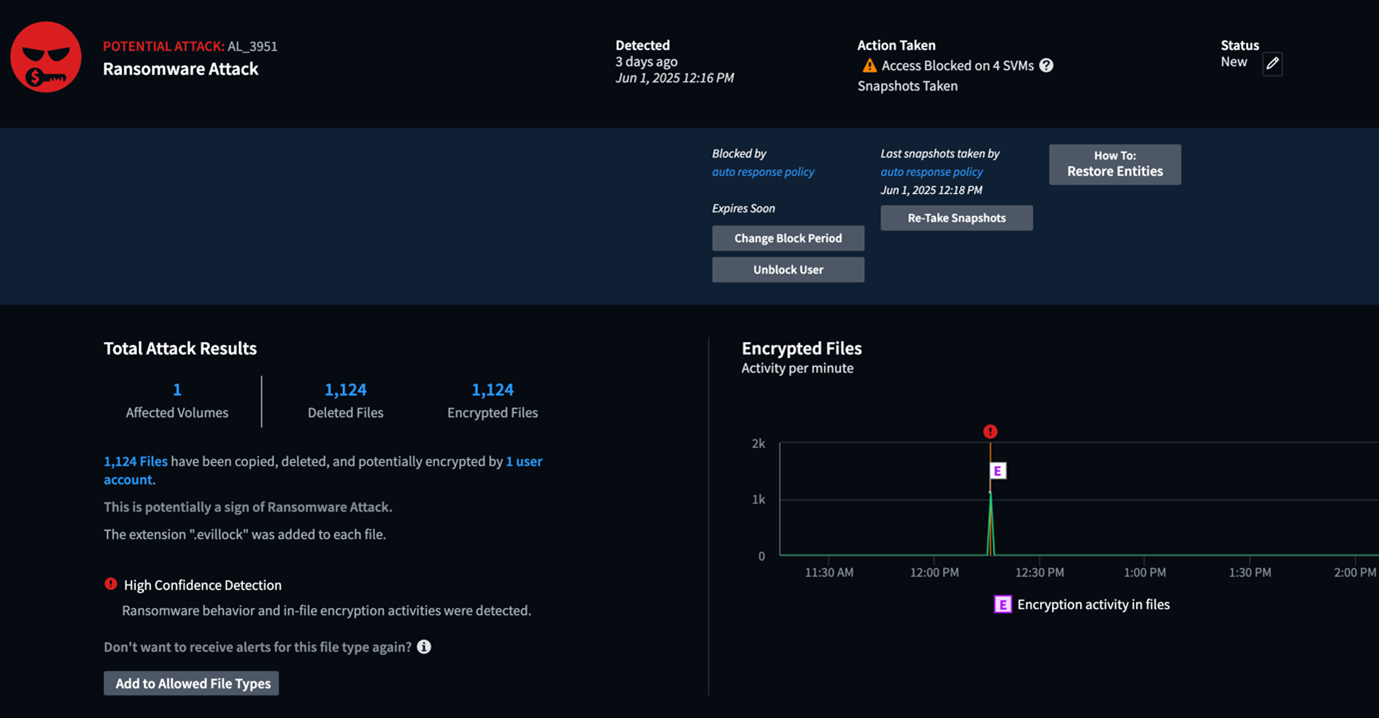 POTENTIAL ATTACK: AL_3951
Ransomware Attack
Detected
3 days ago
Jun 1, 2025 12:16 PM
Action Taken
Access Blocked on 4 SVMs ?
Snapshots Taken
Status
New
Blocked by
auto response policy
Expires Soon
Change Block Period
Unblock User
Last snapshots taken by
auto response policy
Jun 1, 2025 12:18 PM
Re-Take Snapshots
How To:
Restore Entities
Total Attack Results
1
Affected Volumes
1,124
Deleted Files
1,124
Encrypted Files
1,124 Files have been copied, deleted, and potentially encrypted by 1 user
account.
This is potentially a sign of Ransomware Attack.
The extension ".evillock" was added to each file.
High Confidence Detection
Ransomware behavior and in-file encryption activities were detected.
Don't want to receive alerts for this file type again?
Add to Allowed File Types
Encrypted Files
Activity per minute
2k
1k
0
E
11:30 AM
12:00 PM
12:30 PM
1:00 PM
1:30 PM
2:00 PM
E Encryption activity in files